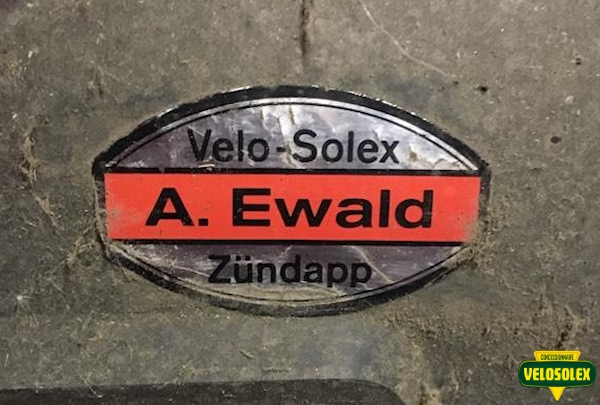 Velo-Solex
A. Ewald
Zündapp
CONCESSIONNAIRE
VELOSOLEX